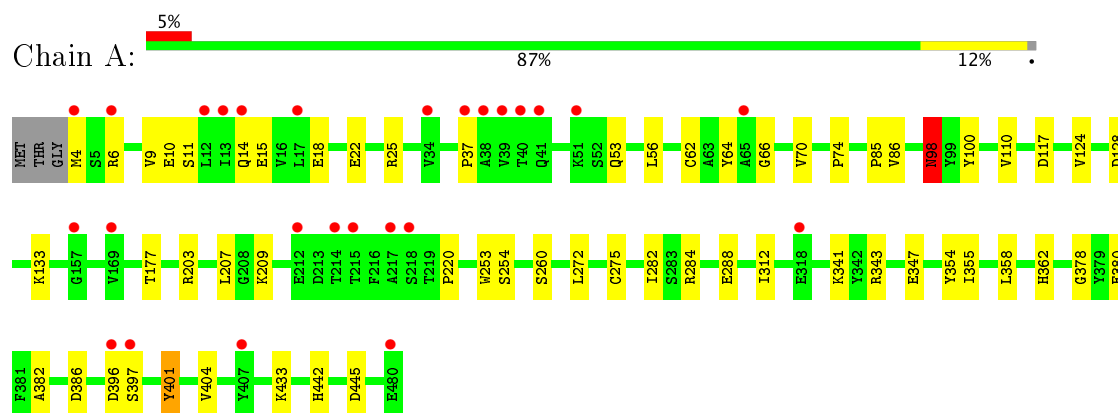 5%
Chain A:
87% 12% •
MET THR GLY M4 S5 R6 V9 E10 S11 L12 I13 Q14 E15 V16 L17 E18 E22 R25 V34 P37 A38 V39 T40 Q41 K51 S52 Q53 L56 C62 A63 Y64 A65 G66 V70 P74 P85 V86 N98 Y99 Y100 V110 D117 V124 D128
K133 G157 V169 T177 R203 L207 G208 K209 E212 D213 T214 T215 F216 A217 S218 T219 P220 W253 S254 S260 L272 C275 I282 S283 R284 E288 I312 E318 K341 Y342 R343 E347 Y354 I355 L358 H362 G378 Y379 E380
F381 A382 D386 D396 S397 Y401 V404 Y407 K433 H442 D445 E480